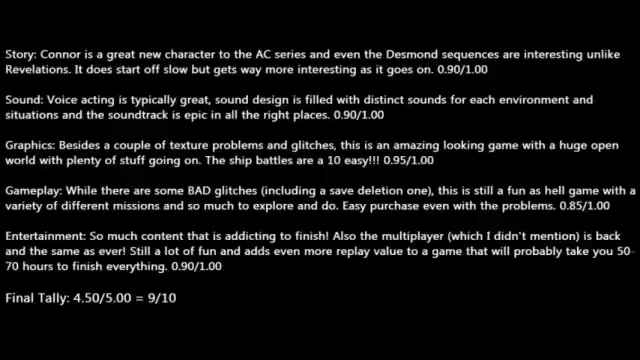 Story: Connor is a great new character to the AC series and even the Desmond sequences are interesting unlike
Revelations. It does start off slow but gets way more interesting as it goes on. 0.90/1.00
Sound: Voice acting is typically great, sound design is filled with distinct sounds for each environment and
situations and the soundtrack is epic in all the right places. 0.90/1.00
Graphics: Besides a couple of texture problems and glitches, this is an amazing looking game with a huge open
world with plenty of stuff going on. The ship battles are a 10 easy!!! 0.95/1.00
Gameplay: While there are some BAD glitches (including a save deletion one), this is still a fun as hell game with a
variety of different missions and so much to explore and do. Easy purchase even with the problems. 0.85/1.00
Entertainment: So much content that is addicting to finish! Also the multiplayer (which I didn't mention) is back
and the same as ever! Still a lot of fun and adds even more replay value to a game that will probably take you 50-
70 hours to finish everything. 0.90/1.00
Final Tally: 4.50/5.00 = 9/10